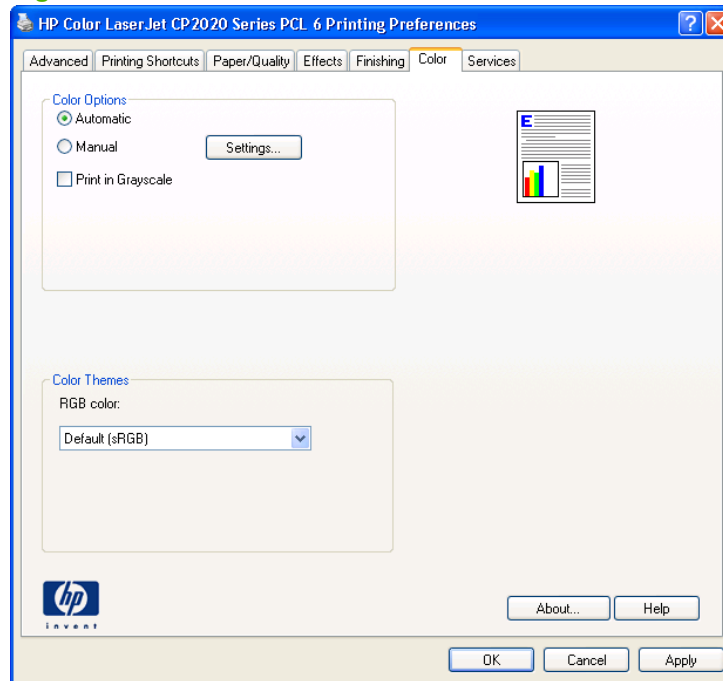 HP Color LaserJet CP2020 Series PCL 6 Printing Preferences
Advanced Printing Shortcuts Paper/Quality Effects Finishing Color Services
Color Options
Automatic
Manual Settings...
Print in Grayscale
E
Color Themes
RGB color:
Default (sRGB)
hp
invent
About... Help
OK Cancel Apply